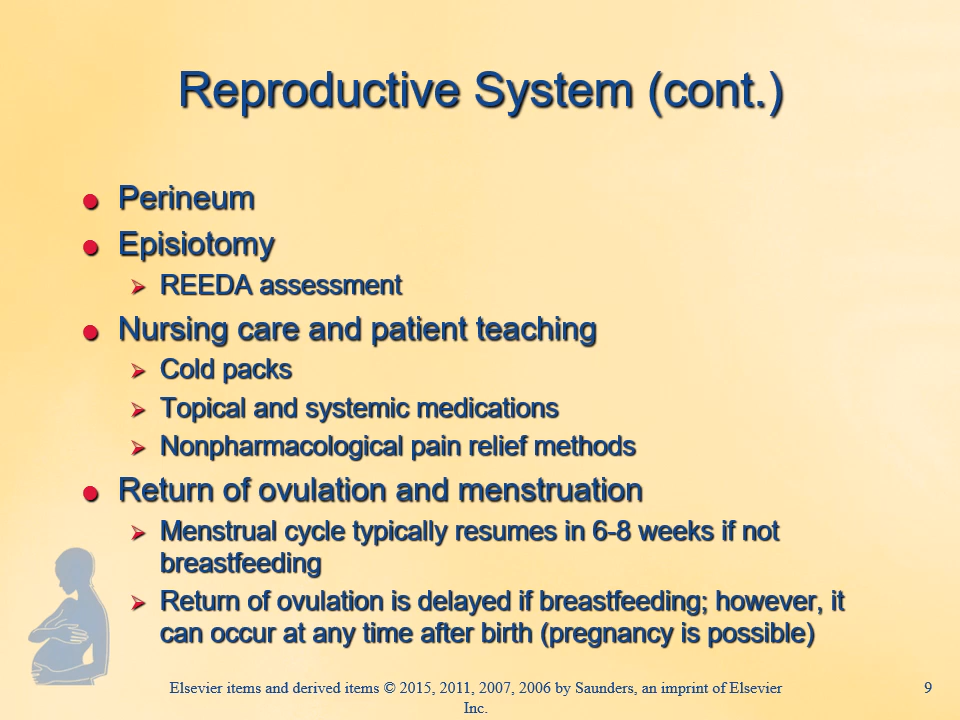 Reproductive System (cont.)
Perineum
Episiotomy
REEDA assessment
Nursing care and patient teaching
Cold packs
Topical and systemic medications
Nonpharmacological pain relief methods
Return of ovulation and menstruation
Menstrual cycle typically resumes in 6-8 weeks if not
breastfeeding
Return of ovulation is delayed if breastfeeding; however, it
can occur at any time after birth (pregnancy is possible)
Elsevier items and derived items © 2015, 2011, 2007, 2006 by Saunders, an imprint of Elsevier
Inc.
9